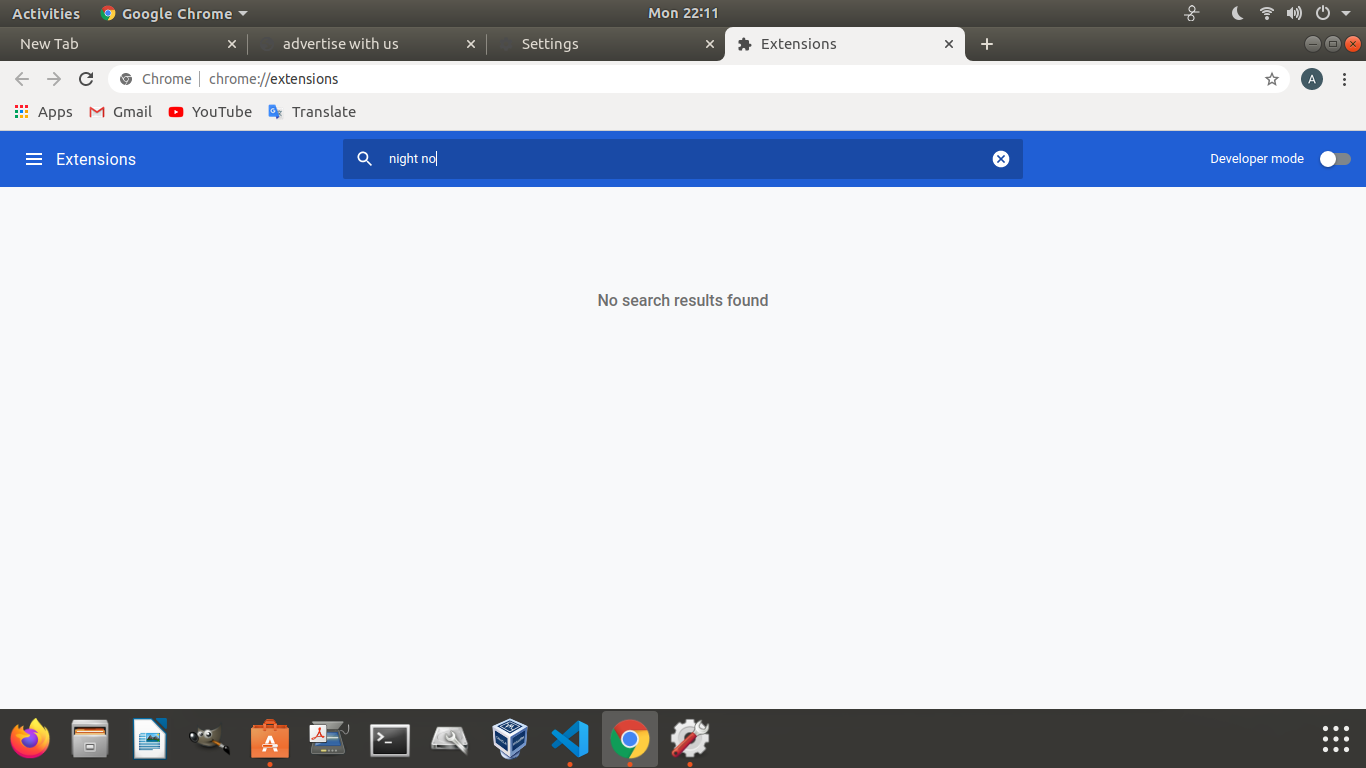 Activities Google Chrome Mon 22:11
New Tab advertise with us Settings Extensions
Chrome chrome://extensions A
Apps Gmail YouTube Translate
Extensions night no Developer mode
No search results found